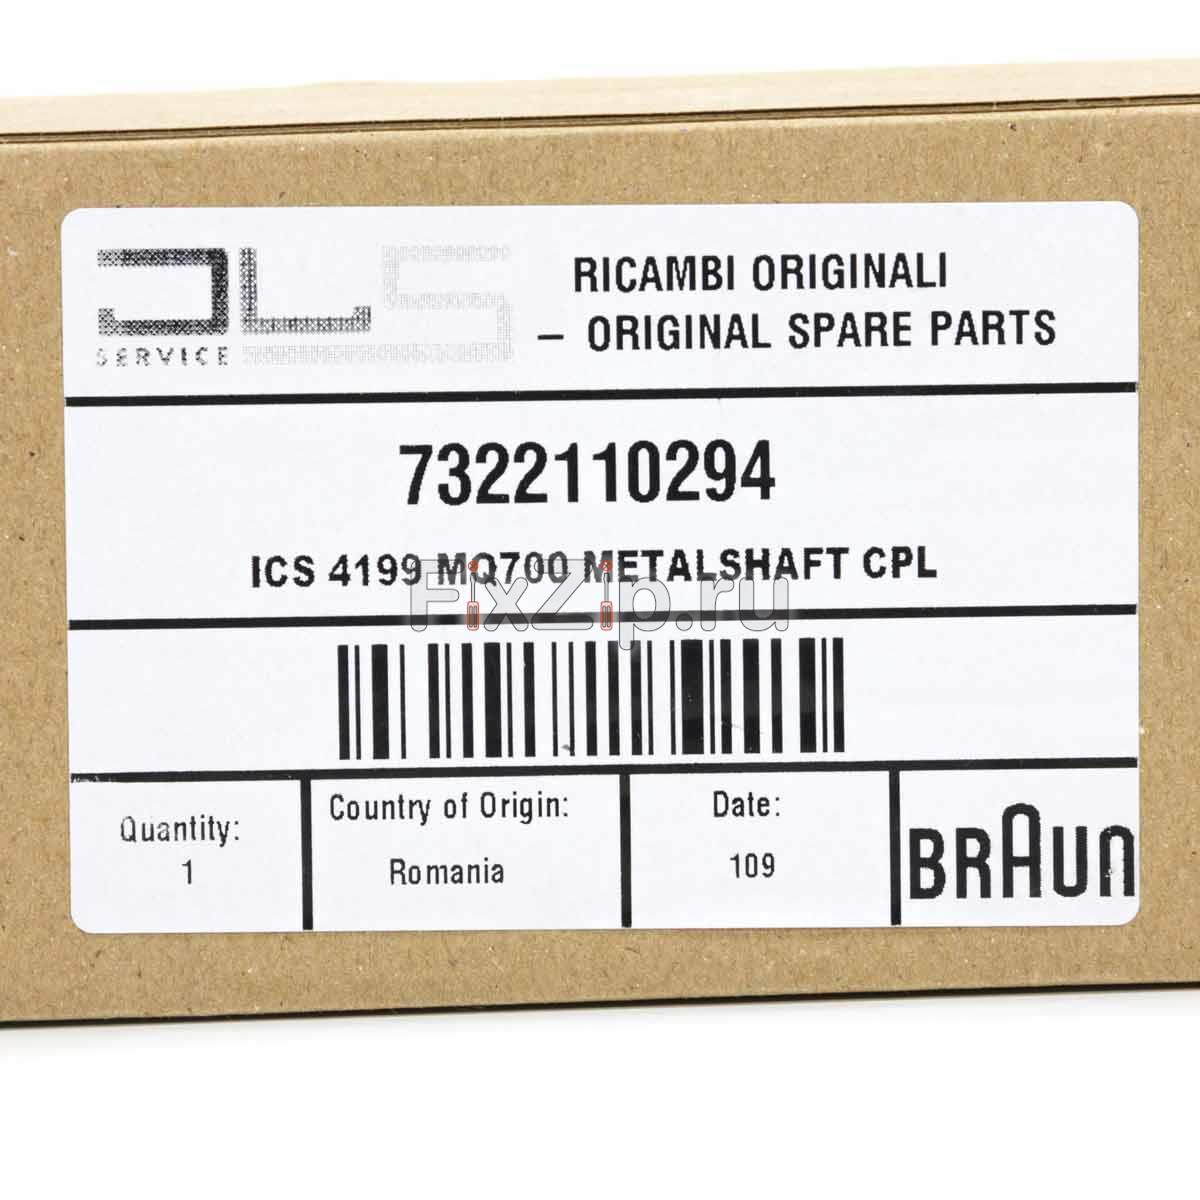 DLS
SERVICE
RICAMBI ORIGINALI
– ORIGINAL SPARE PARTS
7322110294
ICS 4199 MQ700 METALSHAFT CPL
FixZip.ru
Quantity:
1
Country of Origin:
Romania
Date:
109
BRAUN